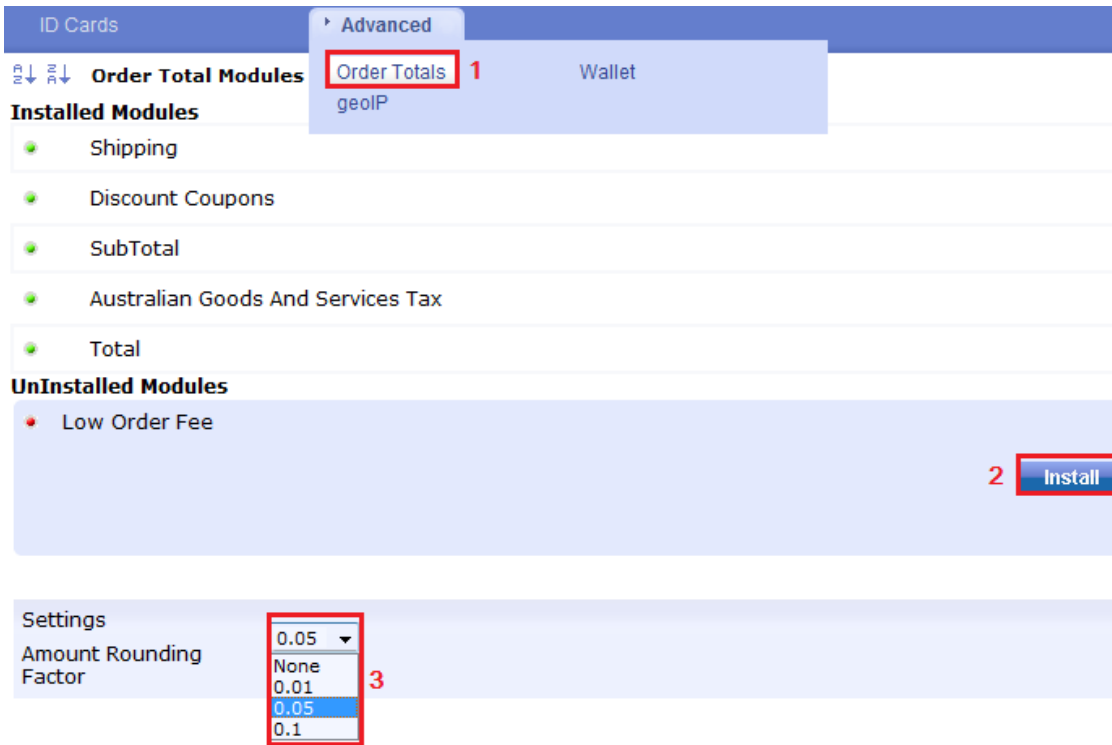 ID Cards
Advanced
Order Totals 1 Wallet
geoIP
Order Total Modules
Installed Modules
Shipping
Discount Coupons
SubTotal
Australian Goods And Services Tax
Total
UnInstalled Modules
Low Order Fee
2 Install
Settings
Amount Rounding
Factor
0.05
None
0.01
0.05
0.1
3